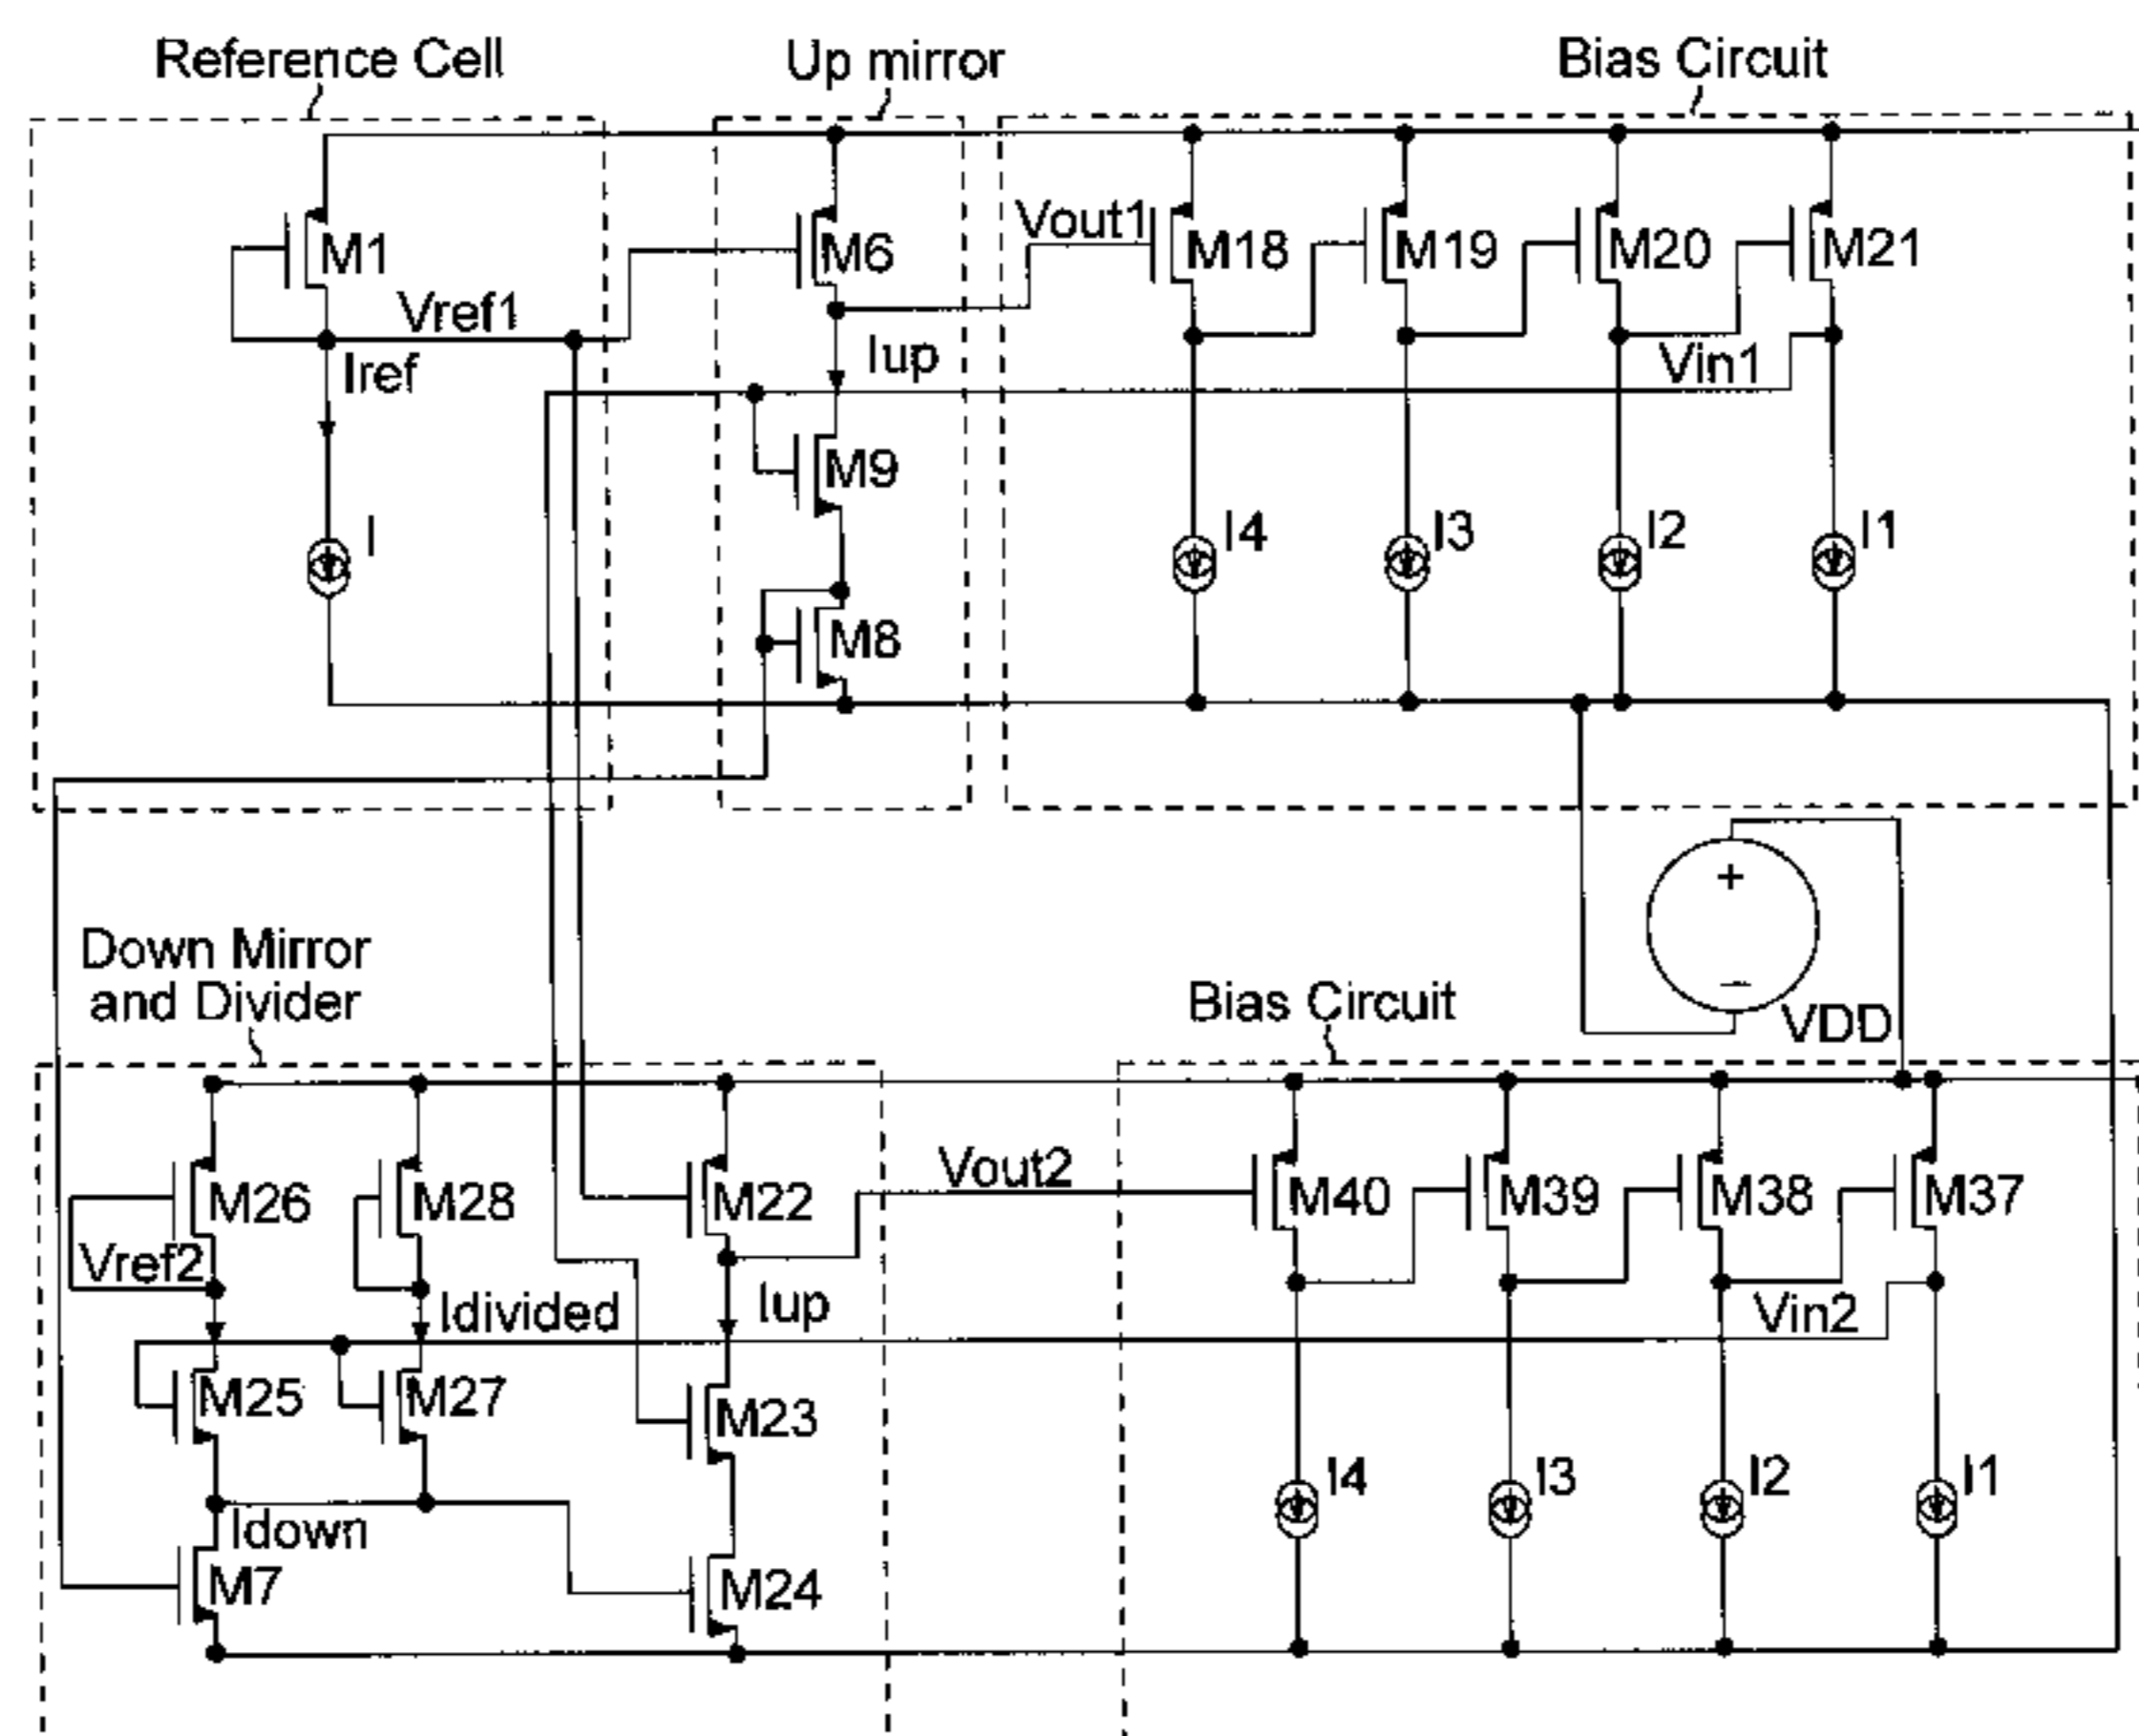 Reference Cell
Up mirror
Bias Circuit
M1
M6
Vout1
M18
M19
M20
M21
Vref1
Iref
Iup
Vin1
M9
I
I4
I3
I2
I1
M8
+
−
VDD
Down Mirror
and Divider
Bias Circuit
M26
M28
M22
Vout2
M40
M39
M38
M37
Vref2
Idivided
Iup
Vin2
M25
M27
M23
I4
I3
I2
I1
Idown
M7
M24